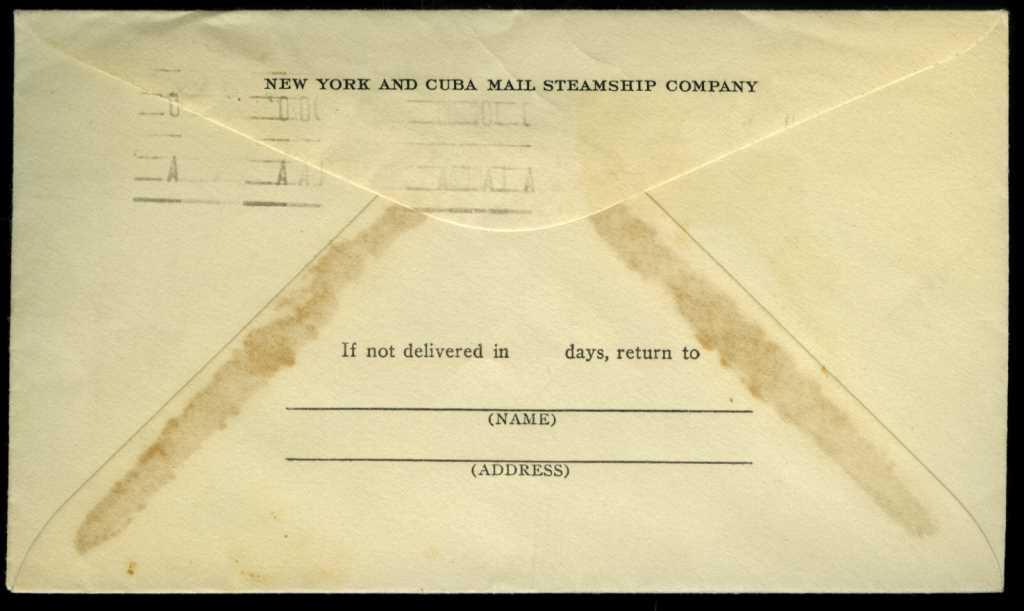 NEW YORK AND CUBA MAIL STEAMSHIP COMPANY
If not delivered in days, return to
(NAME)
(ADDRESS)